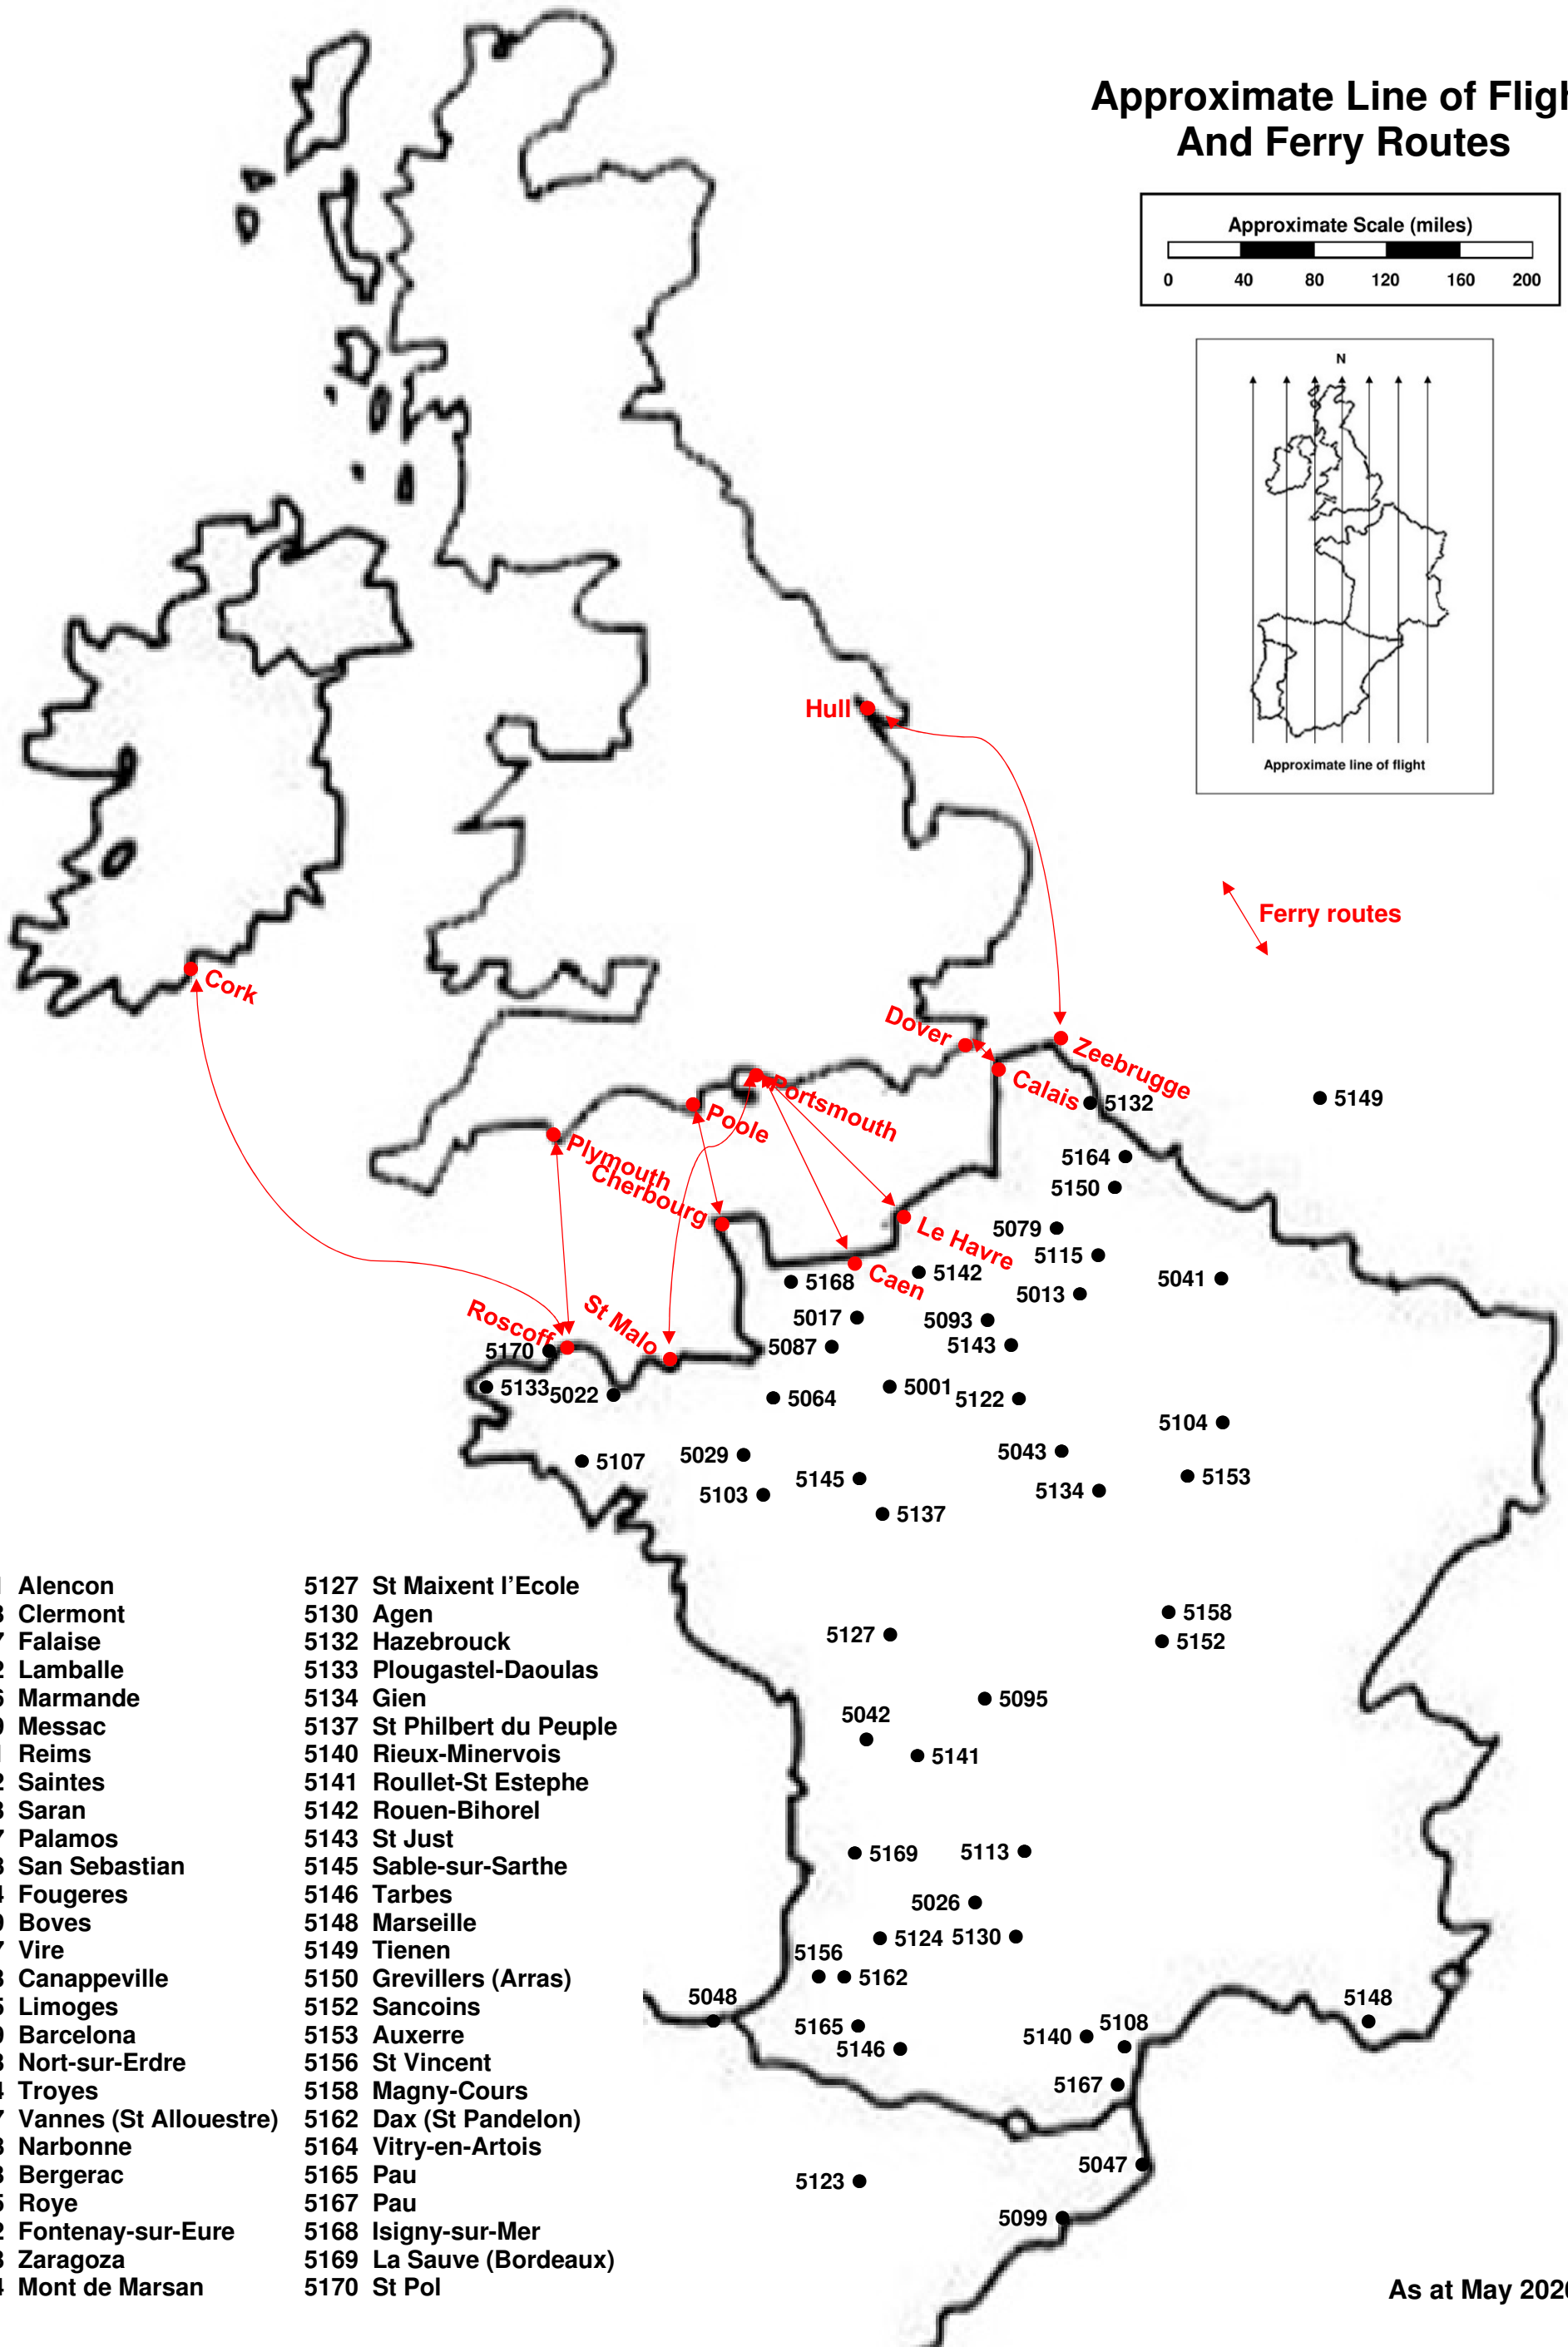 Approximate Line of Fligh
And Ferry Routes
Approximate Scale (miles)
0 40 80 120 160 200
N
Approximate line of flight
Hull
Ferry routes
Cork
Dover
Zeebrugge
Calais
5132
5149
Portsmouth
Poole
Plymouth
Cherbourg
5164
5150
Le Havre
5079
5115
Caen
5142
5168
5041
5013
Roscoff
St Malo
5017
5093
5170
5087
5143
5133
5022
5064
5001
5122
5104
5107
5029
5043
5145
5153
5103
5134
5137
5158
5127
5152
5095
5042
5141
5169
5113
5026
5124
5130
5156
5162
5048
5148
5165
5108
5140
5146
5167
5047
5123
5099
Alencon
Clermont
Falaise
Lamballe
Marmande
Messac
Reims
Saintes
Saran
Palamos
San Sebastian
Fougeres
Boves
Vire
Canappeville
Limoges
Barcelona
Nort-sur-Erdre
Troyes
Vannes (St Allouestre)
Narbonne
Bergerac
Roye
Fontenay-sur-Eure
Zaragoza
Mont de Marsan
5127 St Maixent l’Ecole
5130 Agen
5132 Hazebrouck
5133 Plougastel-Daoulas
5134 Gien
5137 St Philbert du Peuple
5140 Rieux-Minervois
5141 Roullet-St Estephe
5142 Rouen-Bihorel
5143 St Just
5145 Sable-sur-Sarthe
5146 Tarbes
5148 Marseille
5149 Tienen
5150 Grevillers (Arras)
5152 Sancoins
5153 Auxerre
5156 St Vincent
5158 Magny-Cours
5162 Dax (St Pandelon)
5164 Vitry-en-Artois
5165 Pau
5167 Pau
5168 Isigny-sur-Mer
5169 La Sauve (Bordeaux)
5170 St Pol
As at May